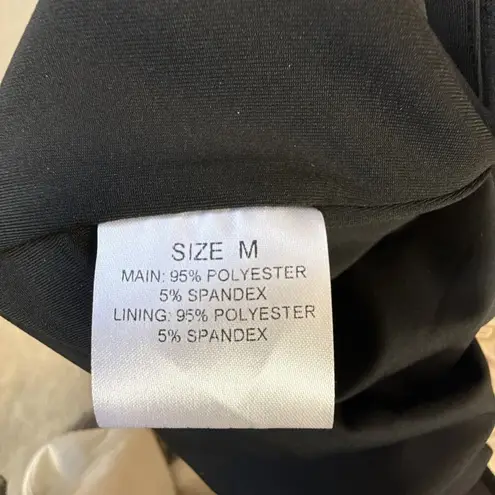 SIZE M
MAIN: 95% POLYESTER
5% SPANDEX
LINING: 95% POLYESTER
5% SPANDEX